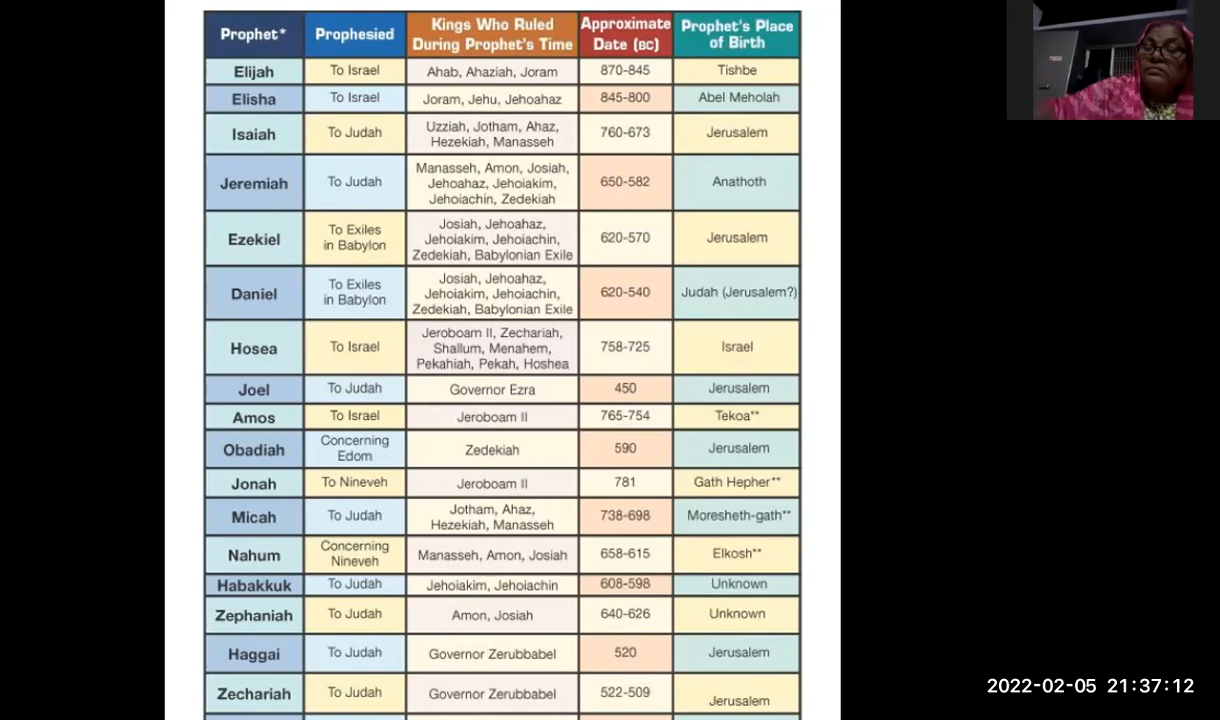 Prophet*
Prophesied
Kings Who Ruled
During Prophet's Time
Approximate
Date (BC)
Prophet's Place
of Birth
Elijah
To Israel
Ahab, Ahaziah, Joram
870-845
Tishbe
Elisha
To Israel
Joram, Jehu, Jehoahaz
845-800
Abel Meholah
Isaiah
To Judah
Uzziah, Jotham, Ahaz,
Hezekiah, Manasseh
760-673
Jerusalem
Jeremiah
To Judah
Manasseh, Amon, Josiah,
Jehoahaz, Jehoiakim,
Jehoiachin, Zedekiah
650-582
Anathoth
Ezekiel
To Exiles
in Babylon
Josiah, Jehoahaz,
Jehoiakim, Jehoiachin,
Zedekiah, Babylonian Exile
620-570
Jerusalem
Daniel
To Exiles
in Babylon
Josiah, Jehoahaz,
Jehoiakim, Jehoiachin,
Zedekiah, Babylonian Exile
620-540
Judah (Jerusalem?)
Hosea
To Israel
Jeroboam II, Zechariah,
Shallum, Menahem,
Pekahiah, Pekah, Hoshea
758-725
Israel
Joel
To Judah
Governor Ezra
450
Jerusalem
Amos
To Israel
Jeroboam II
765-754
Tekoa**
Obadiah
Concerning
Edom
Zedekiah
590
Jerusalem
Jonah
To Nineveh
Jeroboam II
781
Gath Hepher**
Micah
To Judah
Jotham, Ahaz,
Hezekiah, Manasseh
738-698
Moresheth-gath**
Nahum
Concerning
Nineveh
Manasseh, Amon, Josiah
658-615
Elkosh**
Habakkuk
To Judah
Jehoiakim, Jehoiachin
608-598
Unknown
Zephaniah
To Judah
Amon, Josiah
640-626
Unknown
Haggai
To Judah
Governor Zerubbabel
520
Jerusalem
Zechariah
To Judah
Governor Zerubbabel
522-509
Jerusalem
2022-02-05 21:37:12